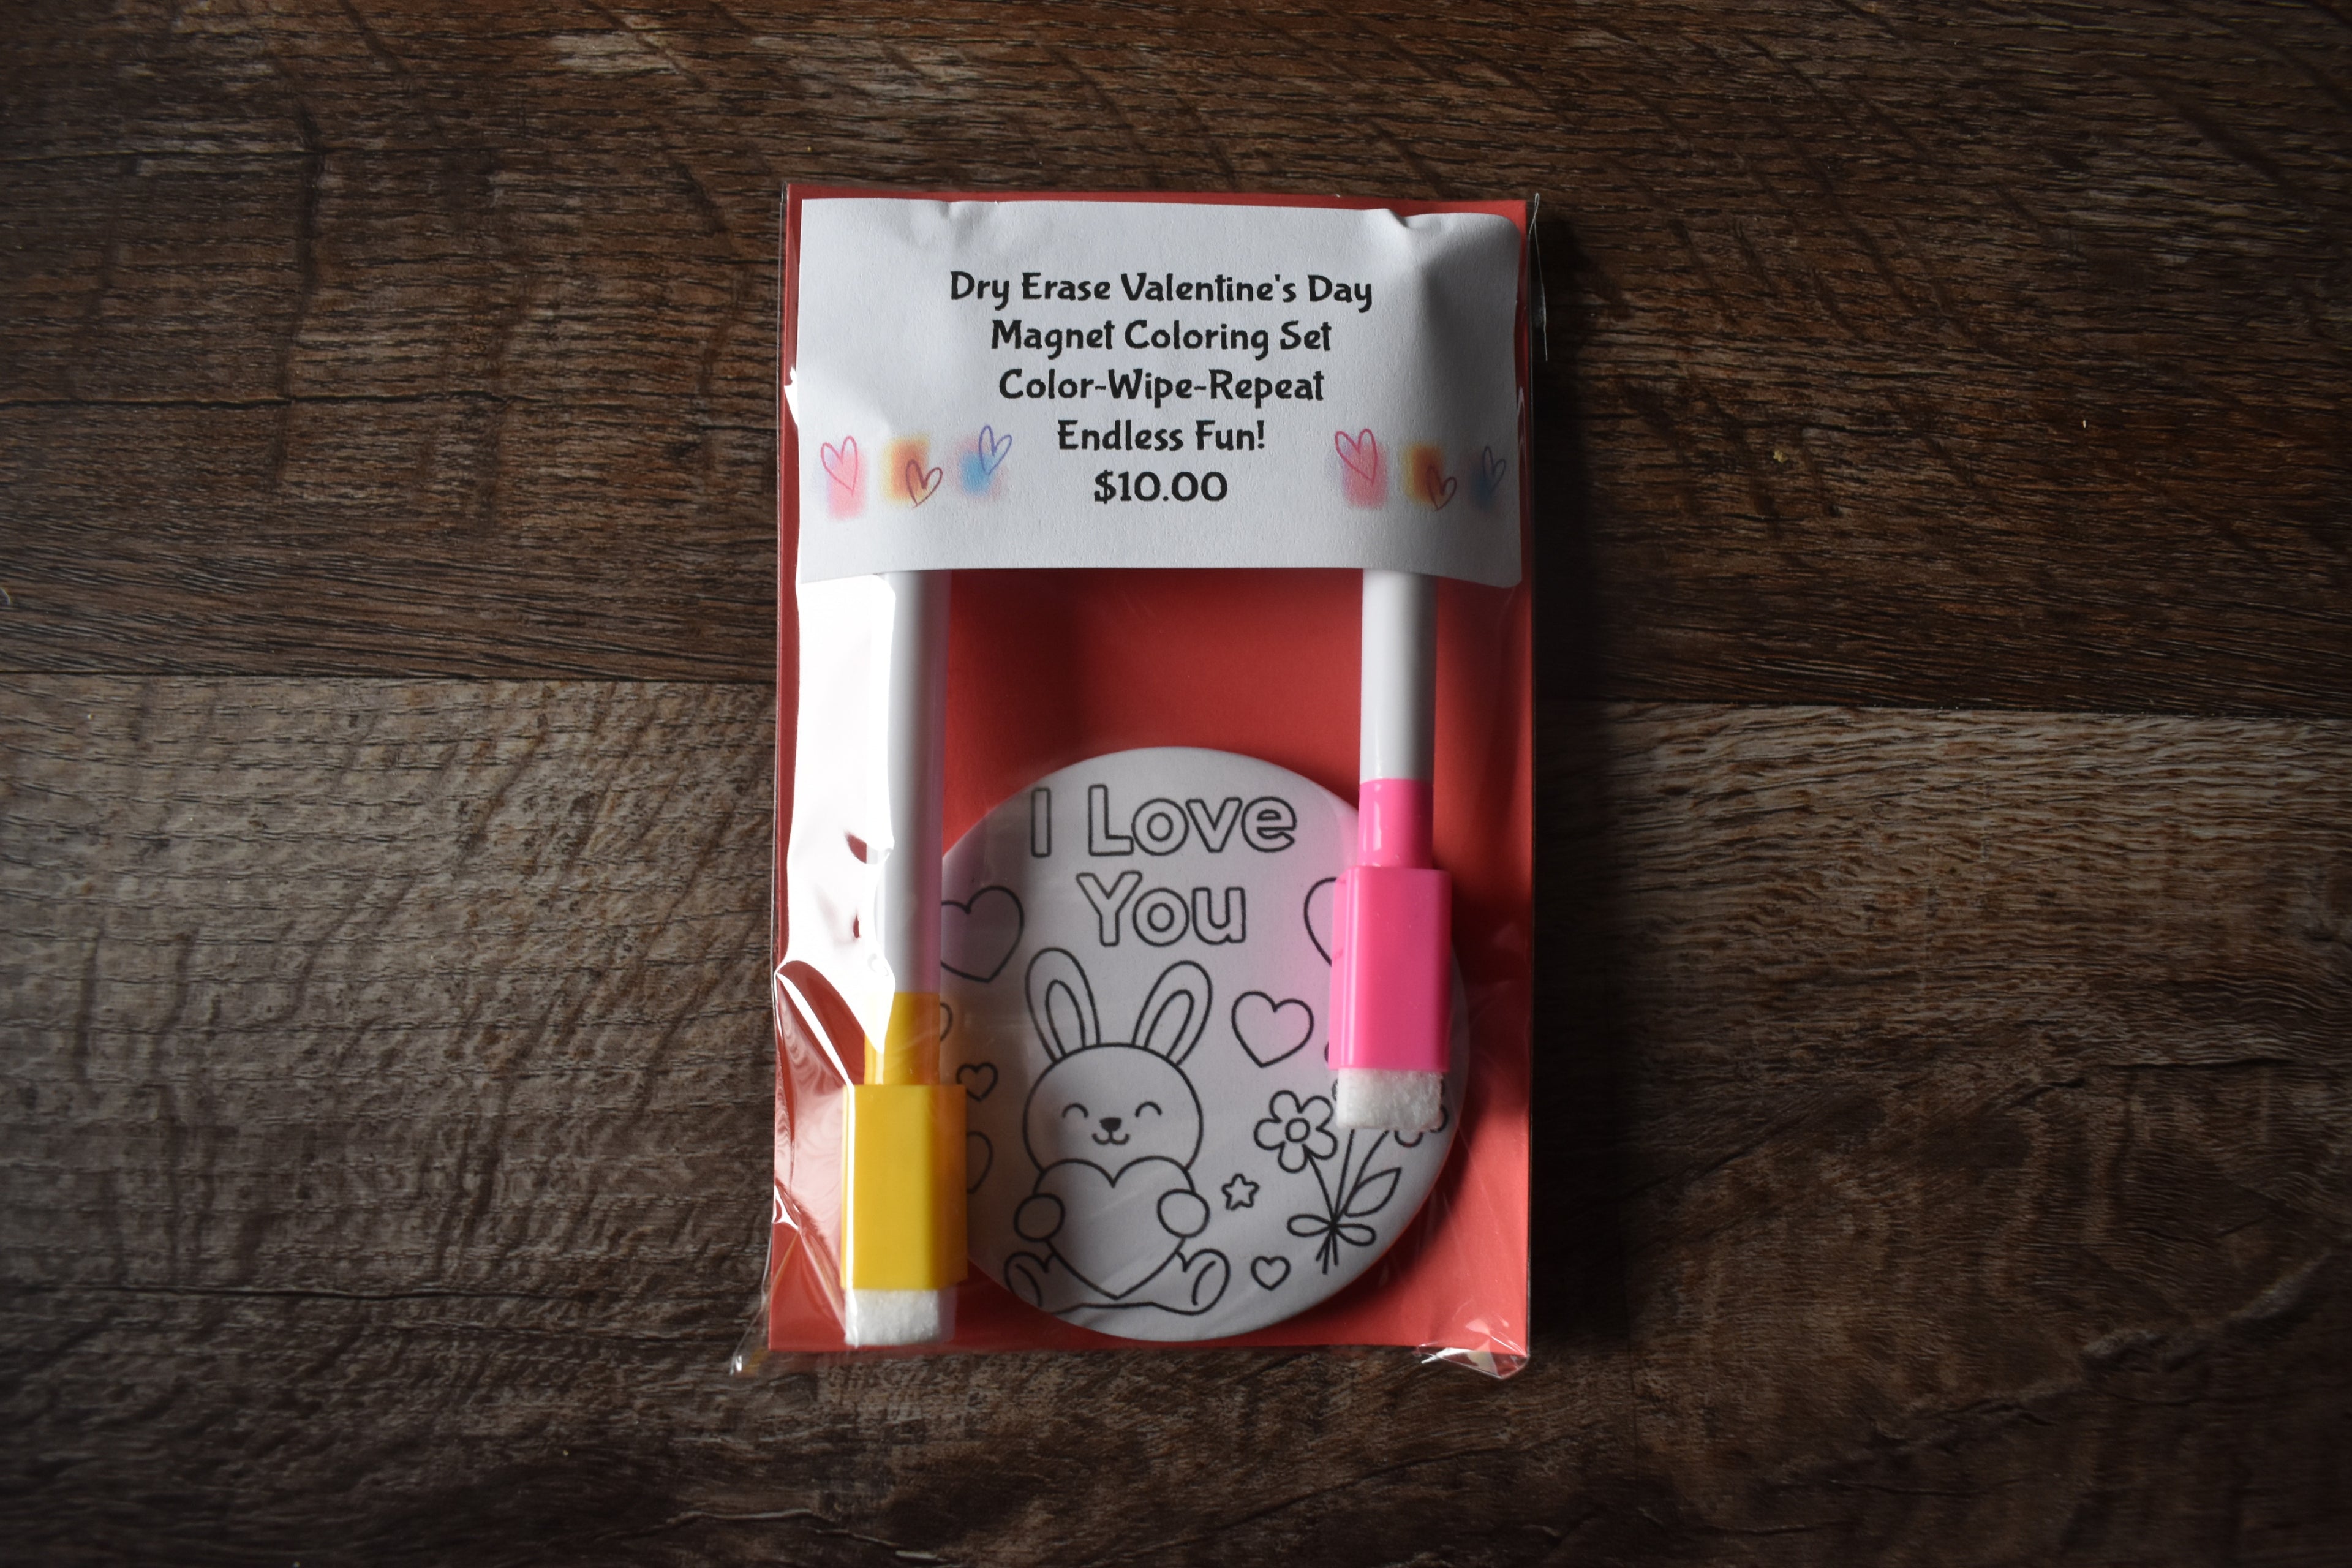 Dry Erase Valentine's Day
Magnet Coloring Set
Color-Wipe-Repeat
Endless Fun!
$10.00
I Love
You